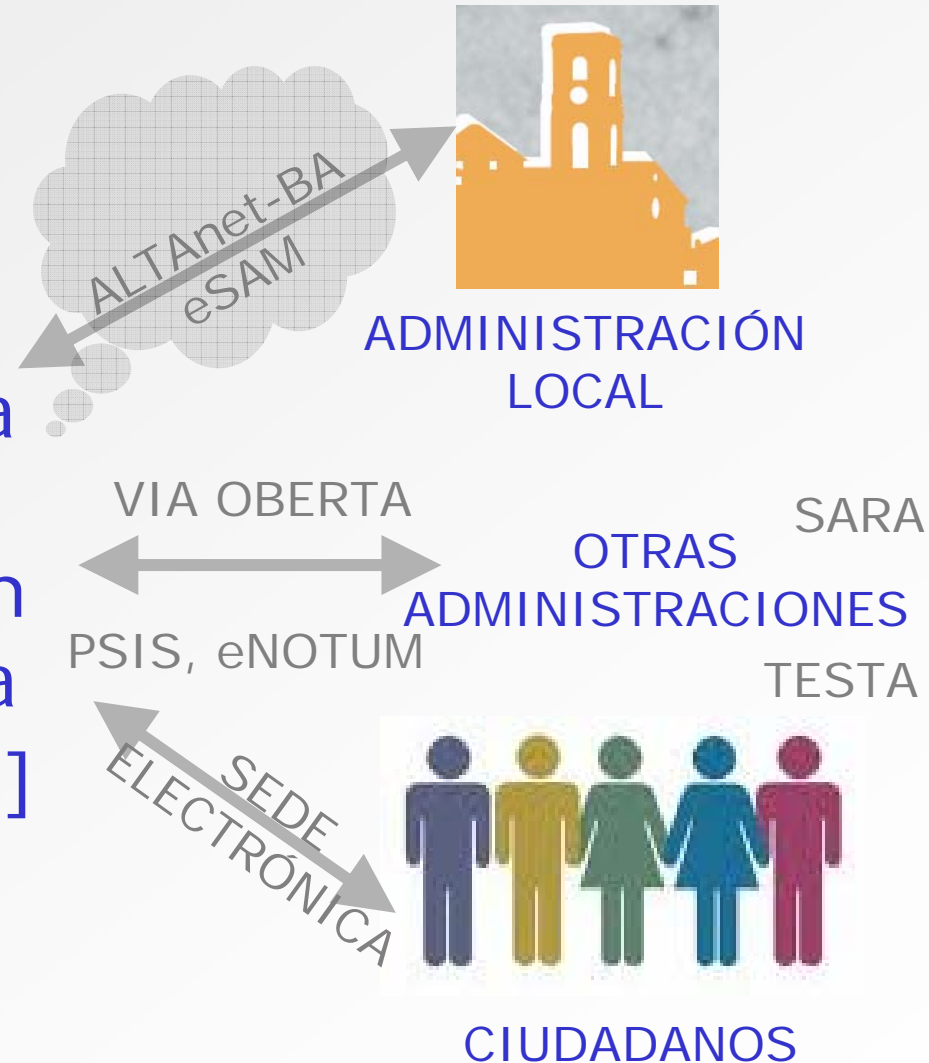 ALTAnet-BA
eSAM
ADMINISTRACIÓN
LOCAL
a
VIA OBERTA
SARA
OTRAS
n
ADMINISTRACIONES
PSIS, eNOTUM
a
TESTA
]
SEDE
ELECTRÓNICA
CIUDADANOS